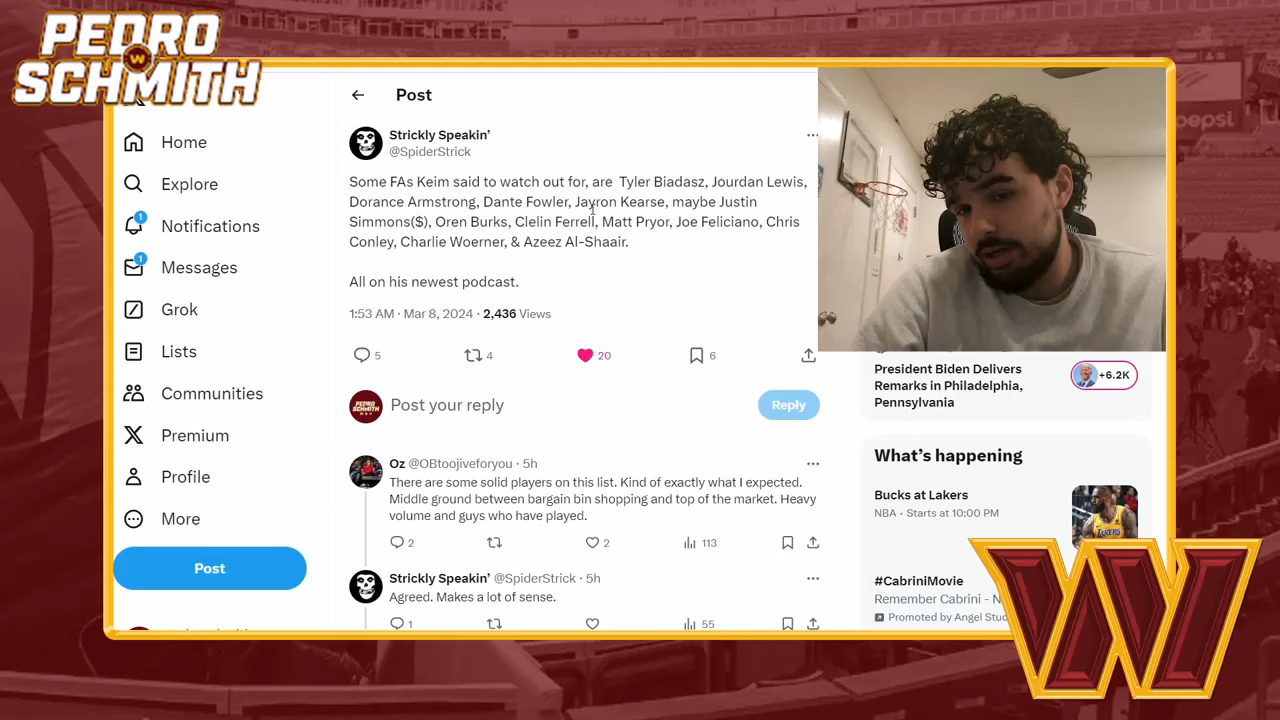 PEDRO
SCHMITH
Post
Home
Explore
Notifications
Messages
Grok
Lists
Communities
Premium
Profile
More
Post
1
1
Strickly Speakin'
@SpiderStrick
Some FAs Keim said to watch out for, are Tyler Biadasz, Jourdan Lewis,
Dorance Armstrong, Dante Fowler, Jayron Kearse, maybe Justin
Simmons($), Oren Burks, Clelin Ferrell, Matt Pryor, Joe Feliciano, Chris
Conley, Charlie Woerner, & Azeez Al-Shaair.
All on his newest podcast.
1:53 AM · Mar 8, 2024 · 2,436 Views
5
4
20
6
PEDRO
SCHMITH
Post your reply
Reply
Oz @OBtoojiveforyou · 5h
There are some solid players on this list. Kind of exactly what I expected.
Middle ground between bargain bin shopping and top of the market. Heavy
volume and guys who have played.
2
2
113
Strickly Speakin' @SpiderStrick · 5h
Agreed. Makes a lot of sense.
1
55
President Biden Delivers
Remarks in Philadelphia,
Pennsylvania
+6.2K
What's happening
Bucks at Lakers
NBA · Starts at 10:00 PM
#CabriniMovie
Remember Cabrini -
Promoted by Angel Stu
pepsi